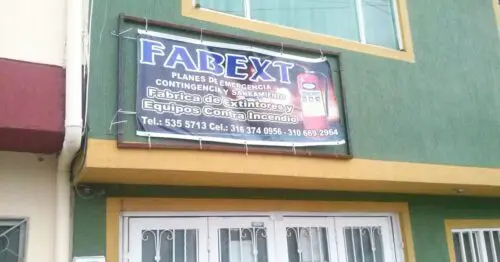 FABEXT
PLANES DE EMERGENCIA
CONTINGENCIA Y SANEAMIENTO
Fabrica de Extintores y
Equipos Contra Incendio
Tel.: 535 5713 Cel.: 316 374 0956 - 310 669 2964